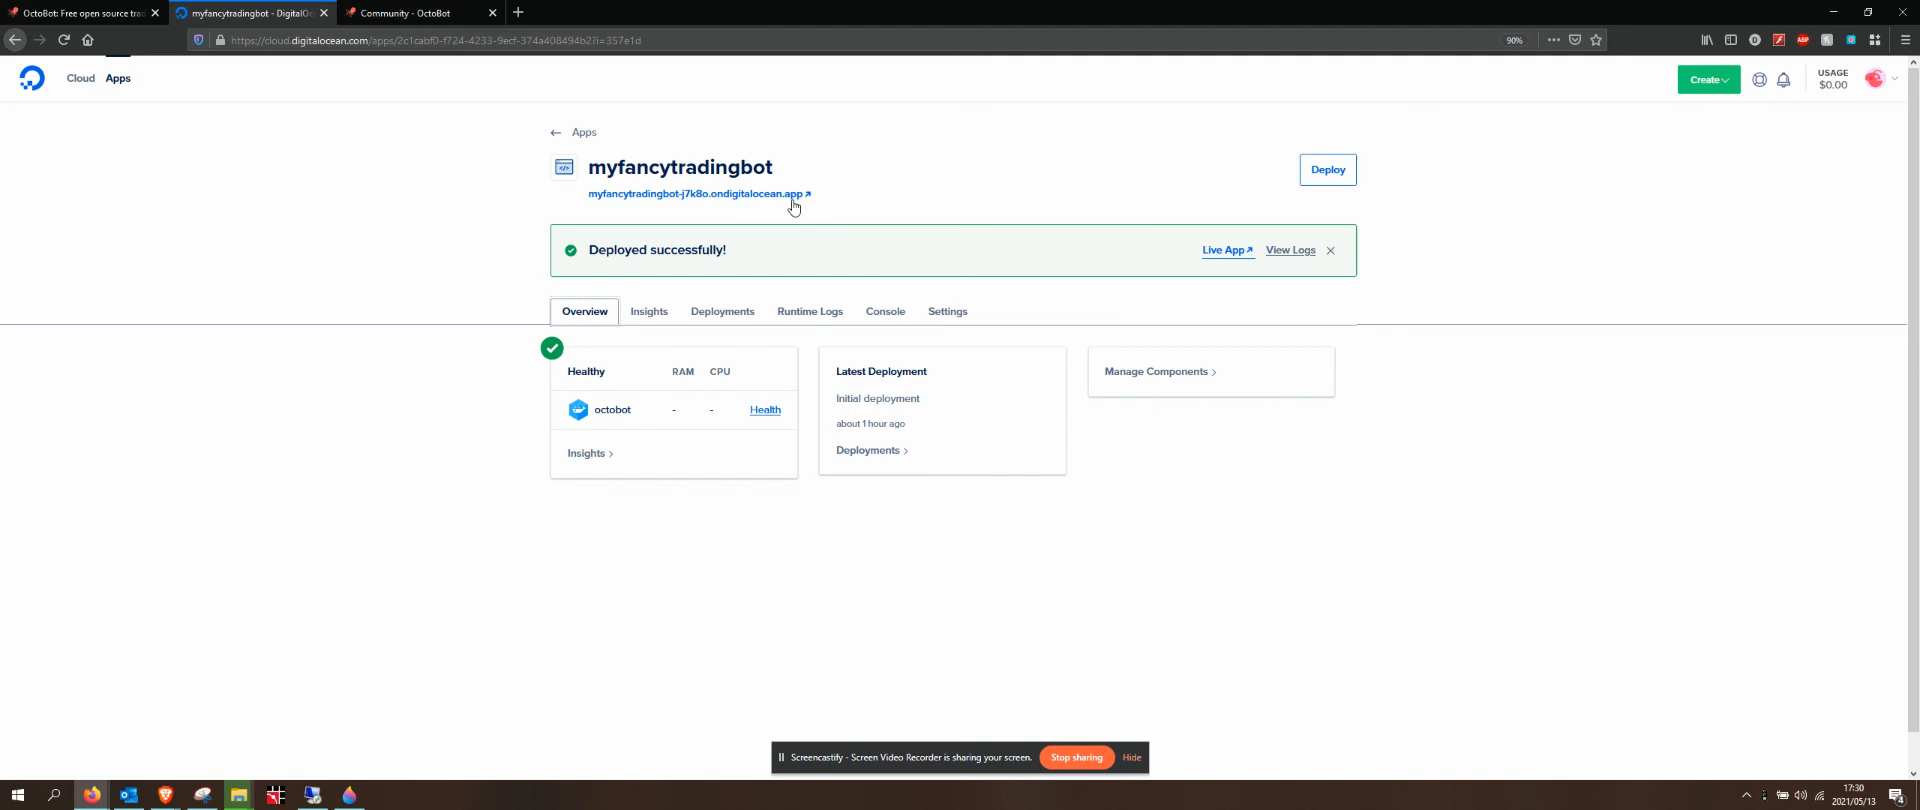 OctoBot: Free open source trad
myfancytradingbot - DigitalOc
Community - OctoBot
https://cloud.digitalocean.com/apps/2c1cabf0-f724-4233-9ecf-374a408494b2?i=357e1d
90%
ABP
Cloud
Apps
Create
USAGE
$0.00
Apps
myfancytradingbot
Deploy
myfancytradingbot-j7k8o.ondigitalocean.app
Deployed successfully!
Live App
View Logs
Overview
Insights
Deployments
Runtime Logs
Console
Settings
Healthy RAM CPU
octobot - - Health
Insights
Latest Deployment
Initial deployment
about 1 hour ago
Deployments
Manage Components
Screencastify - Screen Video Recorder is sharing your screen.
Stop sharing
Hide
17:30
2021/05/13
4